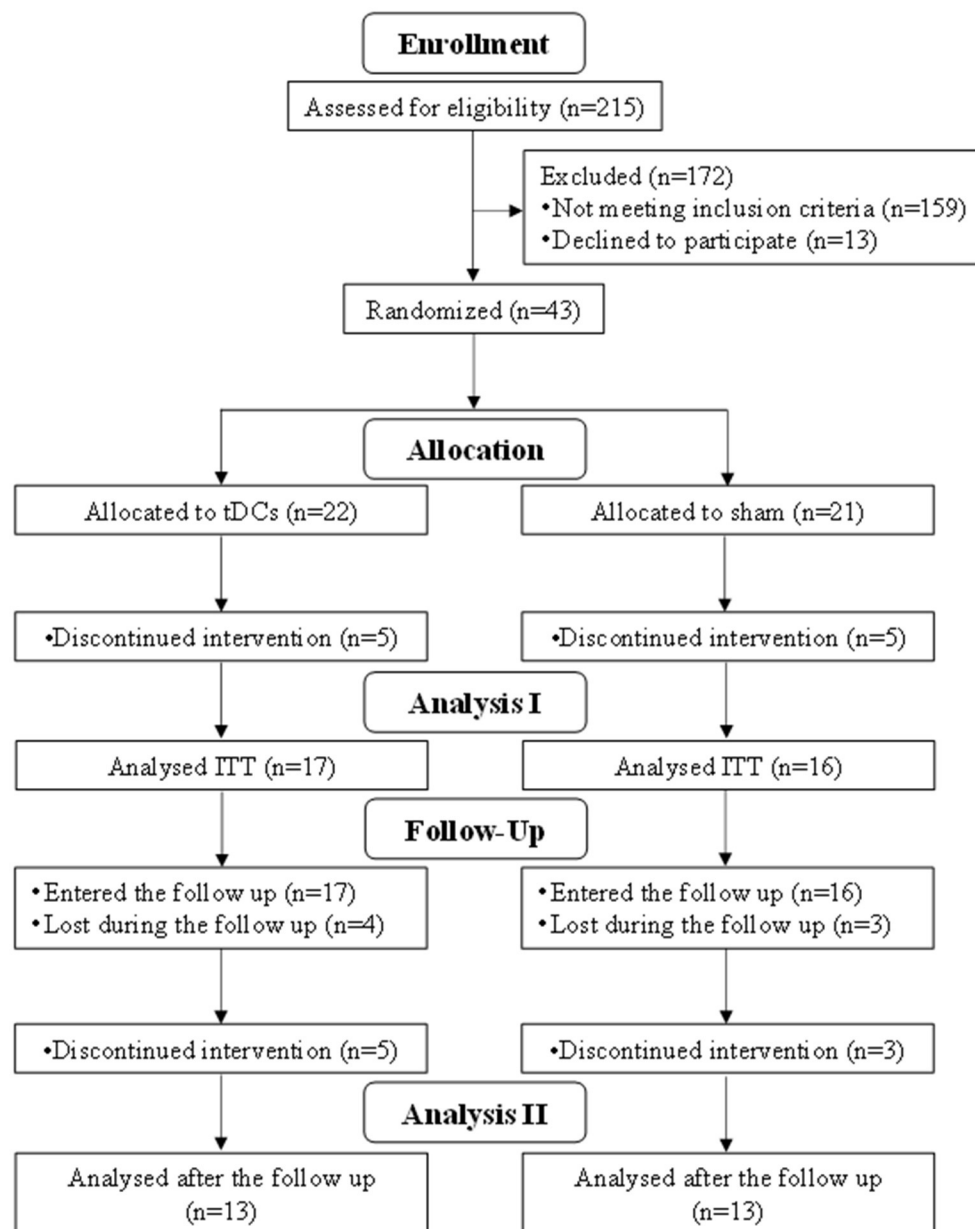 Enrollment
Assessed for eligibility (n=215)
Excluded (n=172)
•Not meeting inclusion criteria (n=159)
•Declined to participate (n=13)
Randomized (n=43)
Allocation
Allocated to tDCs (n=22)
Allocated to sham (n=21)
•Discontinued intervention (n=5)
•Discontinued intervention (n=5)
Analysis I
Analysed ITT (n=17)
Analysed ITT (n=16)
Follow-Up
•Entered the follow up (n=17)
•Lost during the follow up (n=4)
•Entered the follow up (n=16)
•Lost during the follow up (n=3)
•Discontinued intervention (n=5)
•Discontinued intervention (n=3)
Analysis II
Analysed after the follow up
(n=13)
Analysed after the follow up
(n=13)